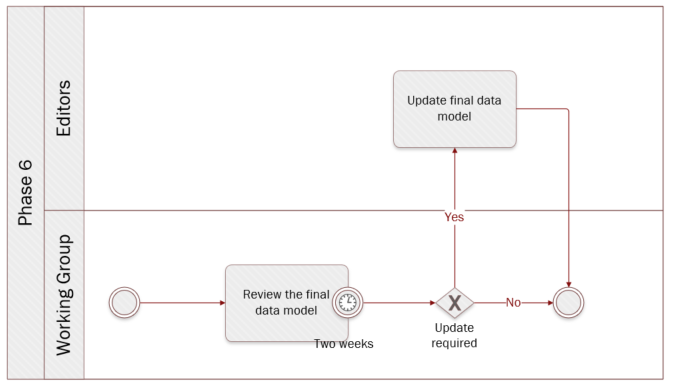 Phase 6
Editors
Update final data
model
Yes
Working Group
Review the final
data model
Two weeks
X
Update
required
No